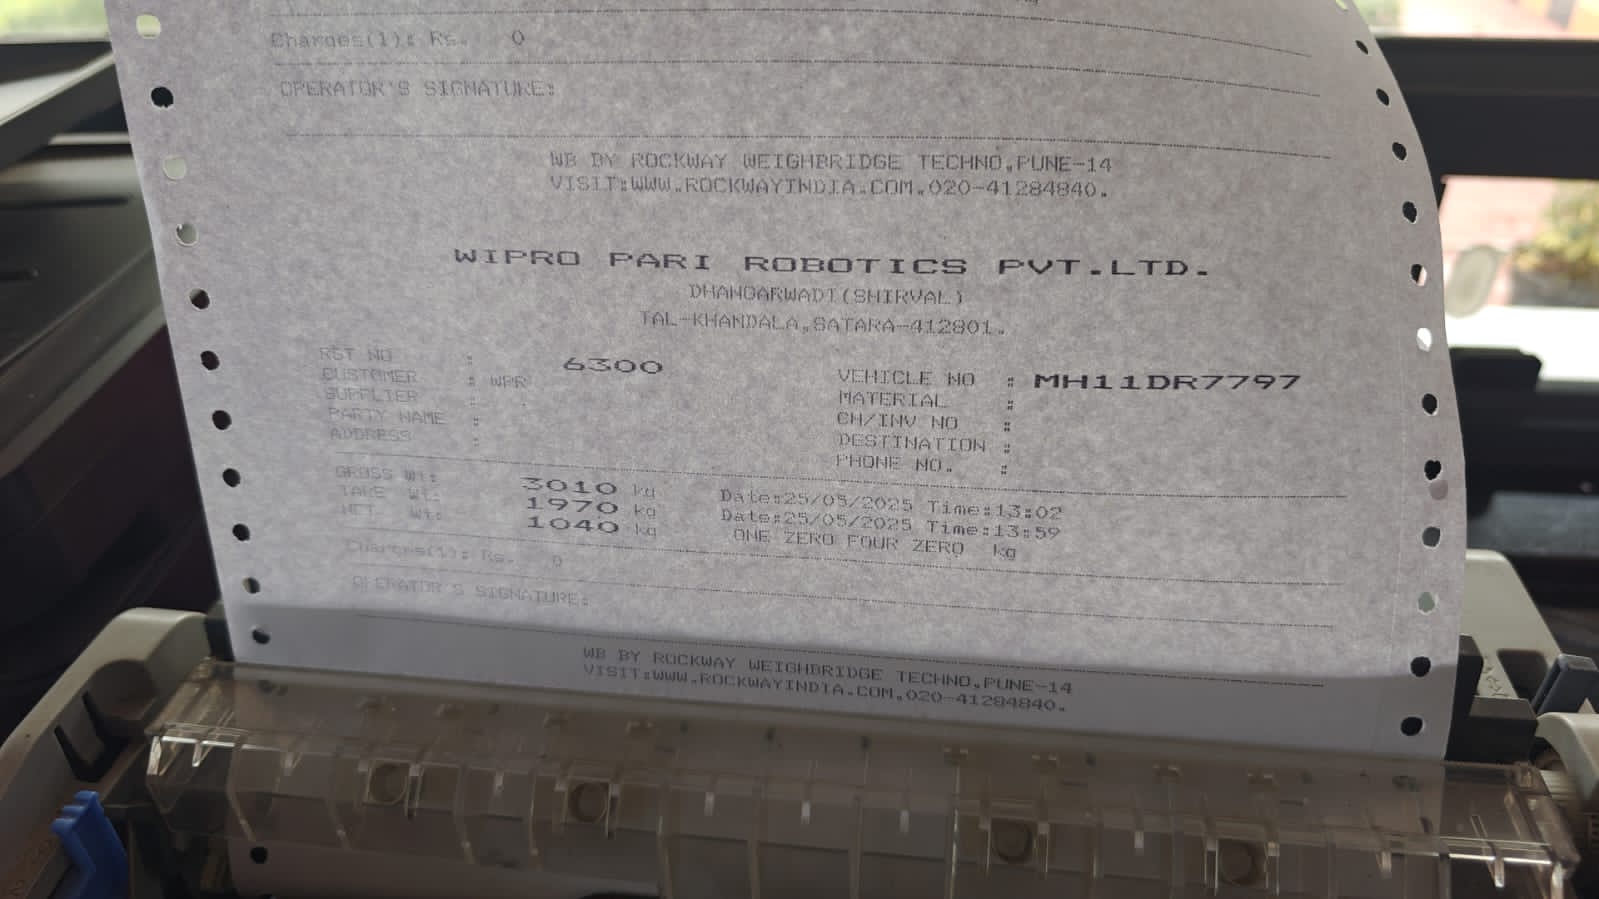 Charges(1): Rs. 0
OPERATOR'S SIGNATURE:
WB BY ROCKWAY WEIGHBRIDGE TECHNO.PUNE-14
VISIT:WWW.ROCKWAYINDIA.COM.020-41284840.
WIPRO PARI ROBOTICS PVT.LTD.
DHANGARWADI(SHIRVAL)
TAL-KHANDALA,SATARA-412801.
RST NO : 6300 VEHICLE NO : MH11DR7797
CUSTOMER : WPR MATERIAL :
SUPPLIER : CH/INV NO :
PARTY NAME : DESTINATION :
ADDRESS : PHONE NO. :
GROSS Wt: 3010 kg Date:25/05/2025 Time:13:02
TARE Wt: 1970 kg Date:25/05/2025 Time:13:59
NET Wt: 1040 kg ONE ZERO FOUR ZERO kg
Charges(1): Rs. 0
OPERATOR'S SIGNATURE:
WB BY ROCKWAY WEIGHBRIDGE TECHNO.PUNE-14
VISIT:WWW.ROCKWAYINDIA.COM.020-41284840.